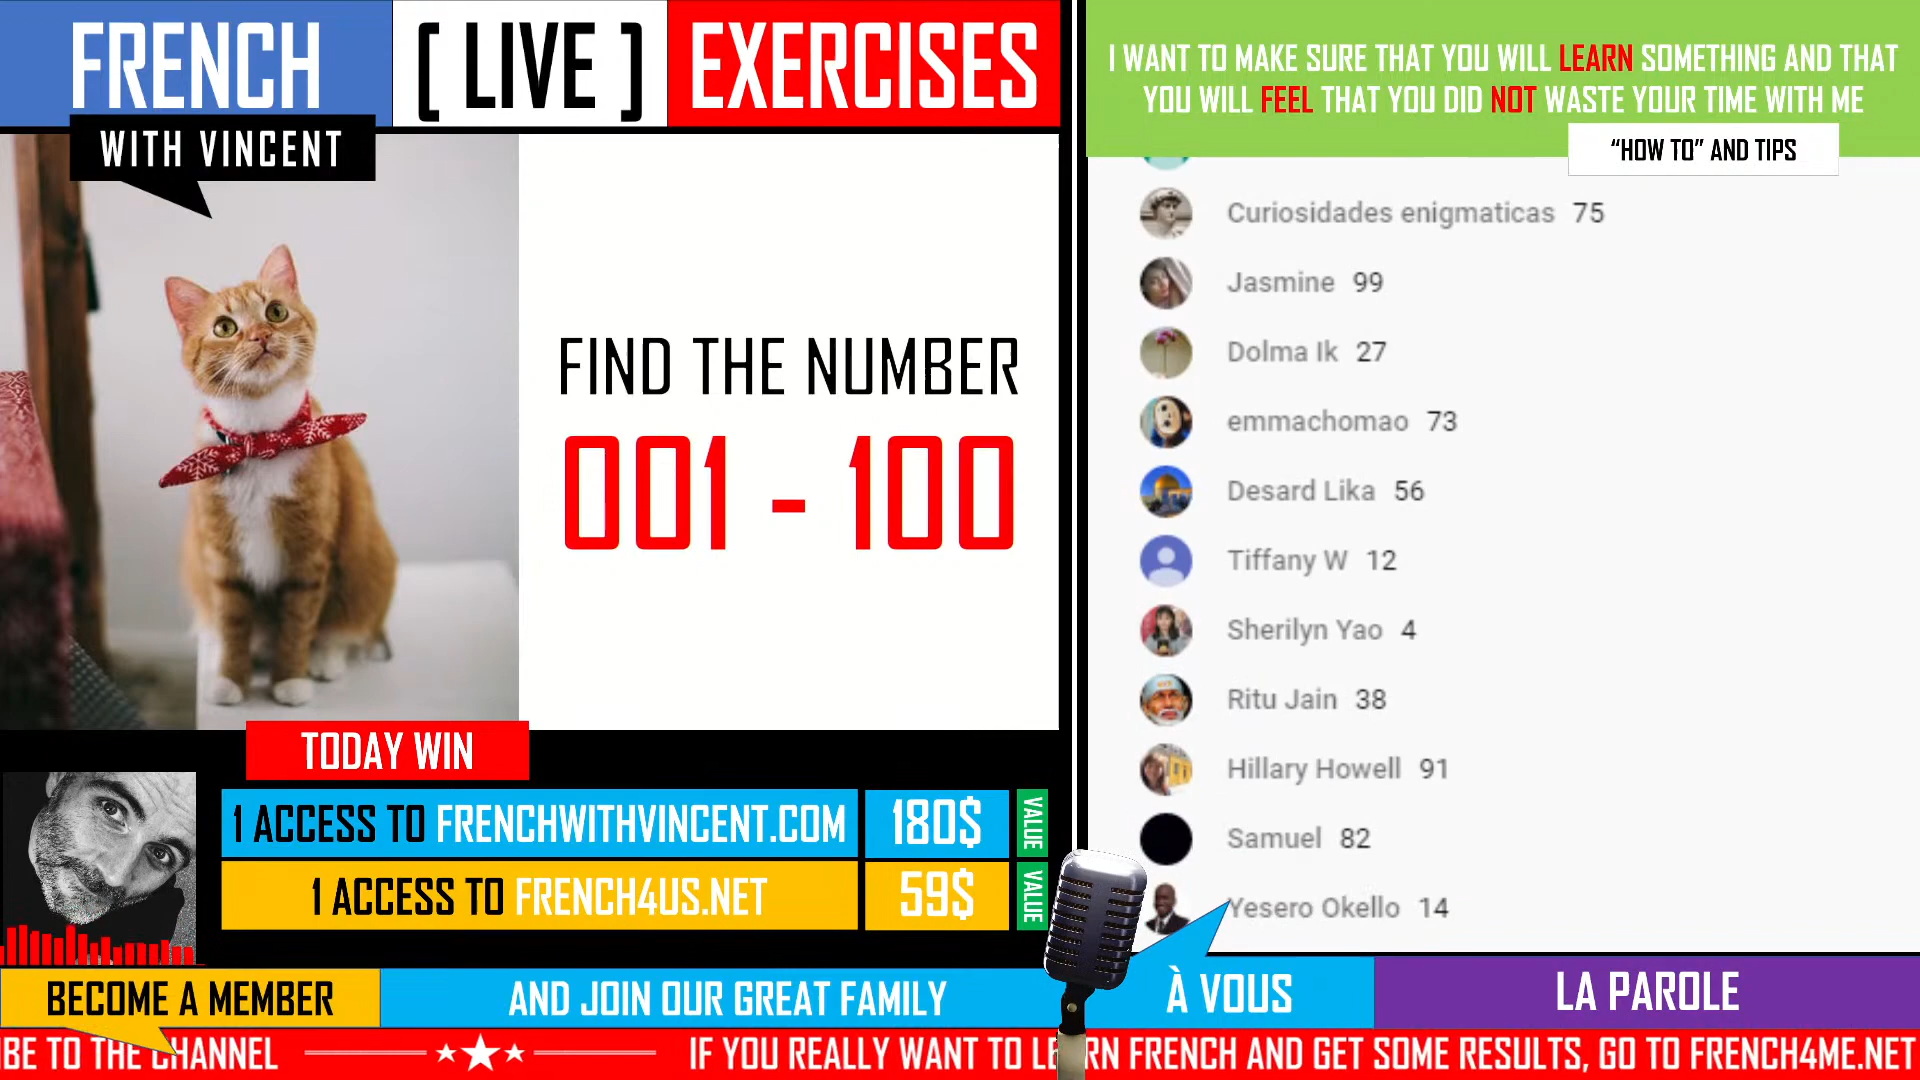 FRENCH
[ LIVE ]
EXERCISES
WITH VINCENT
FIND THE NUMBER
001 - 100
TODAY WIN
1 ACCESS TO FRENCHWITHVINCENT.COM
180$
VALUE
1 ACCESS TO FRENCH4US.NET
59$
VALUE
I WANT TO MAKE SURE THAT YOU WILL LEARN SOMETHING AND THAT
YOU WILL FEEL THAT YOU DID NOT WASTE YOUR TIME WITH ME
“HOW TO” AND TIPS
Curiosidades enigmaticas 75
Jasmine 99
Dolma Ik 27
emmachomao 73
Desard Lika 56
Tiffany W 12
Sherilyn Yao 4
Ritu Jain 38
Hillary Howell 91
Samuel 82
Yesero Okello 14
BECOME A MEMBER
AND JOIN OUR GREAT FAMILY
À VOUS
LA PAROLE
BE TO THE CHANNEL
IF YOU REALLY WANT TO LEARN FRENCH AND GET SOME RESULTS, GO TO FRENCH4ME.NET